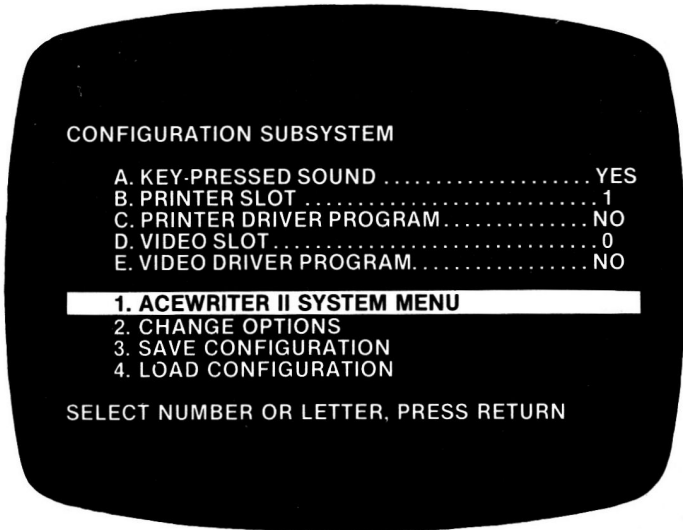 CONFIGURATION SUBSYSTEM
A. KEY-PRESSED SOUND ..................... YES
B. PRINTER SLOT ..............................1
C. PRINTER DRIVER PROGRAM............... NO
D. VIDEO SLOT.................................0
E. VIDEO DRIVER PROGRAM.................. NO
1. ACEWRITER II SYSTEM MENU
2. CHANGE OPTIONS
3. SAVE CONFIGURATION
4. LOAD CONFIGURATION
SELECT NUMBER OR LETTER, PRESS RETURN